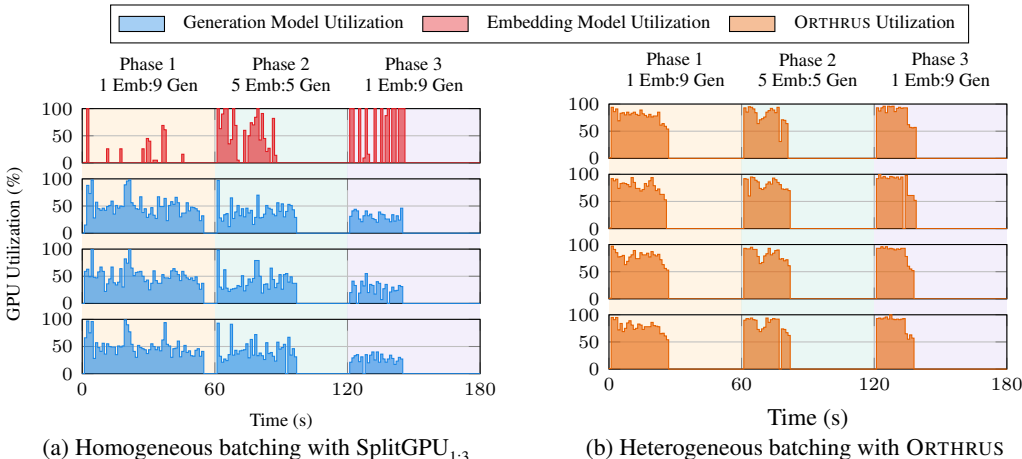 Generation Model Utilization Embedding Model Utilization ORTHRUS Utilization
Phase 1 Phase 2 Phase 3
1 Emb:9 Gen 5 Emb:5 Gen 1 Emb:9 Gen
Phase 1 Phase 2 Phase 3
1 Emb:9 Gen 5 Emb:5 Gen 1 Emb:9 Gen
GPU Utilization (%)
100
50
0
100
50
0
100
50
0
100
50
0
0 60 120 180
Time (s)
(a) Homogeneous batching with SplitGPU1:3
100
50
0
100
50
0
100
50
0
100
50
0
0 60 120 180
Time (s)
(b) Heterogeneous batching with ORTHRUS